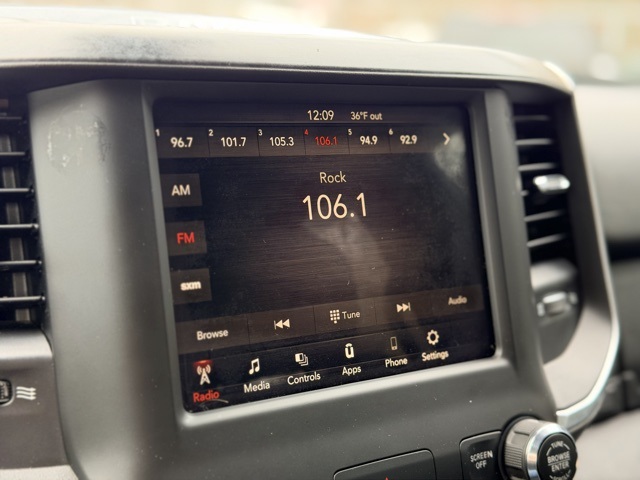 12:09 36°F out
1 96.7 2 101.7 3 105.3 4 106.1 5 94.9 6 92.9
AM
Rock
106.1
FM
sxm
Browse Tune Audio
Radio Media Controls Apps Phone Settings
SCREEN OFF
TUNE
BROWSE
ENTER